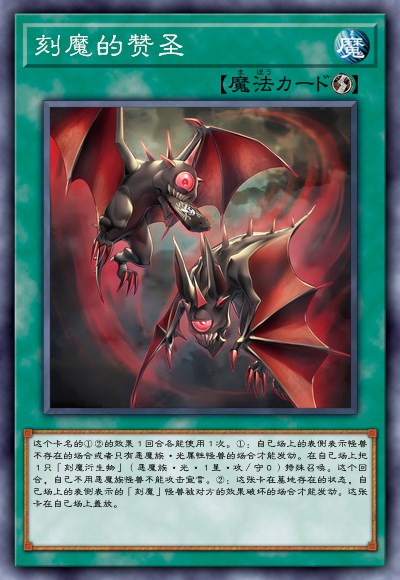 刻魔的赞圣
魔
【魔法カード】
まほう
这个卡名的①②的效果1回合各能使用1次。①：自己场上的表侧表示怪兽
不存在的场合或者只有恶魔族·光属性怪兽的场合才能发动。在自己场上把
1只「刻魔衍生物」（恶魔族·光·1星·攻／守0）特殊召唤。这个回
合，自己不用恶魔族怪兽不能攻击宣言。②：这张卡在墓地存在的状态，自
己场上的表侧表示的「刻魔」怪兽被对方的效果破坏的场合才能发动。这张
卡在自己场上盖放。